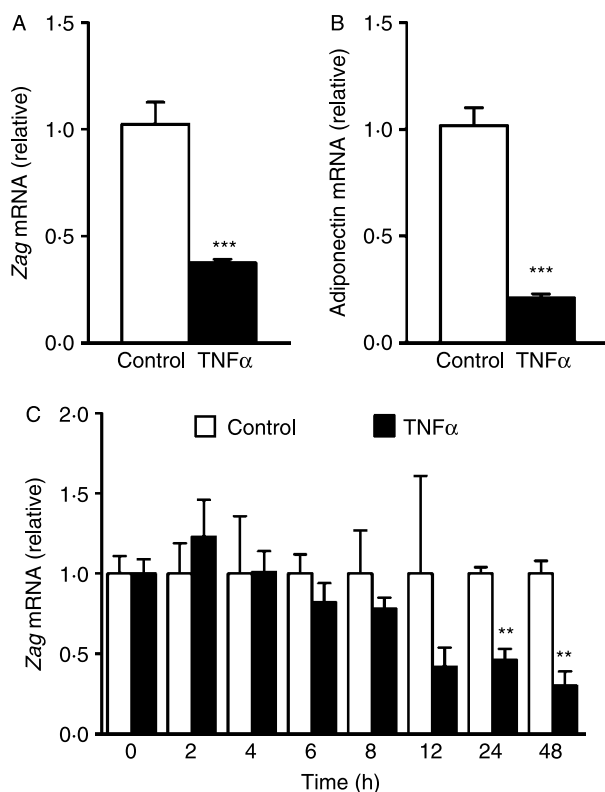 A
Zag mRNA (relative)
1·5
1·0
0·5
0·0
***
Control TNFα
B
Adiponectin mRNA (relative)
1·5
1·0
0·5
0·0
***
Control TNFα
C
Zag mRNA (relative)
2·0
1·5
1·0
0·5
0·0
Control TNFα
**
**
0 2 4 6 8 12 24 48
Time (h)